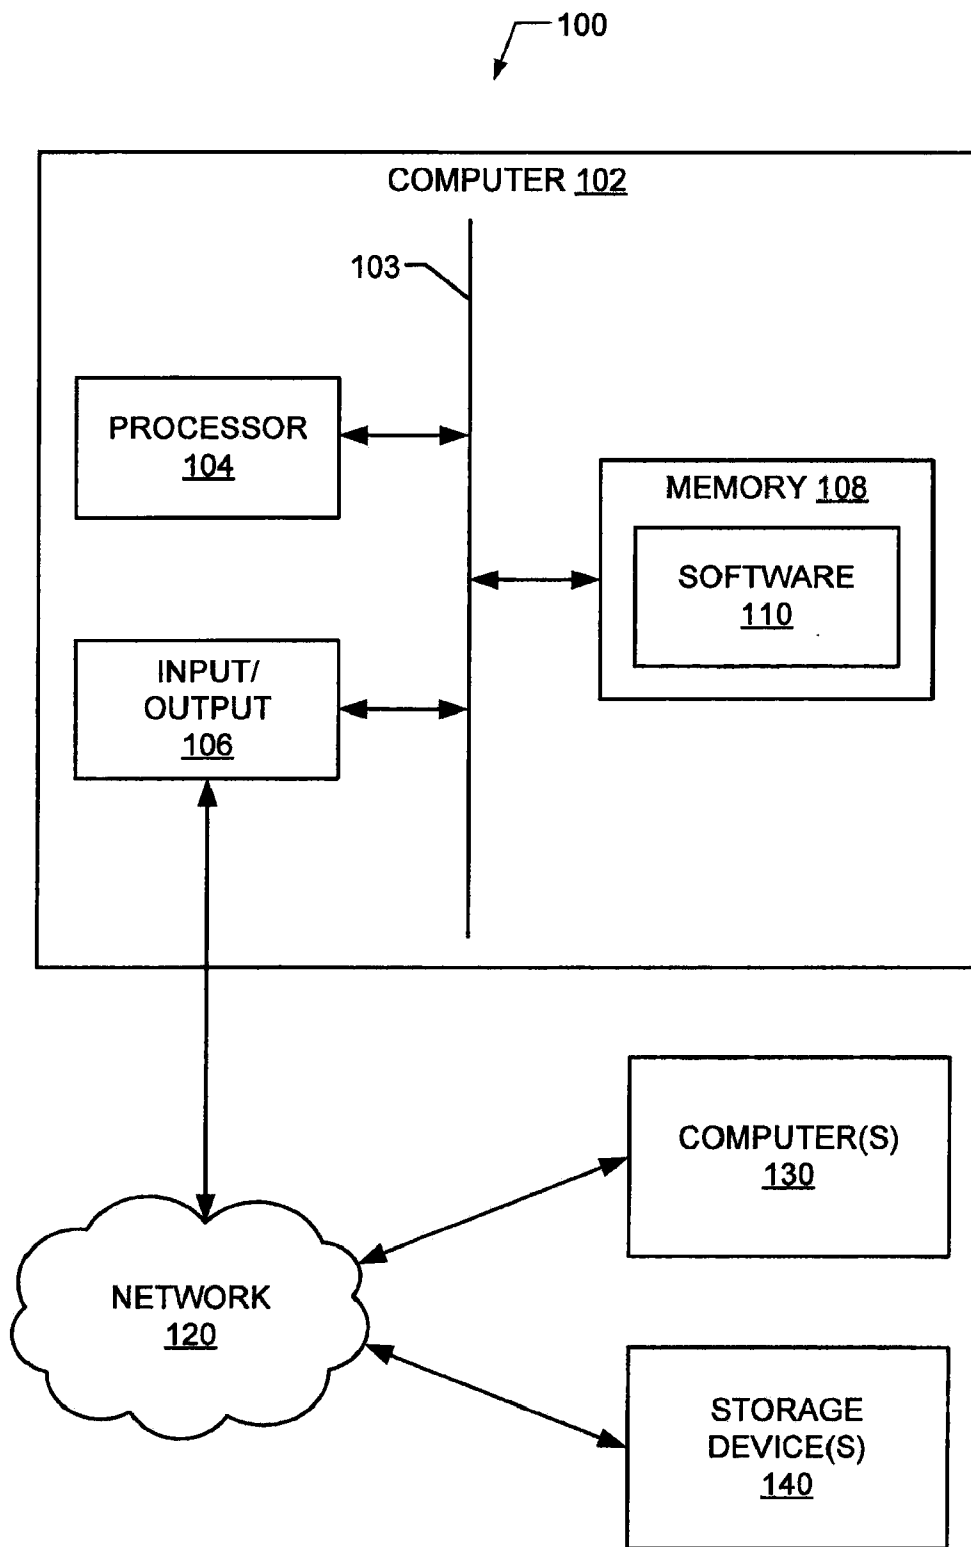 100
COMPUTER 102
103
PROCESSOR
104
MEMORY 108
SOFTWARE
110
INPUT/
OUTPUT
106
COMPUTER(S)
130
NETWORK
120
STORAGE
DEVICE(S)
140